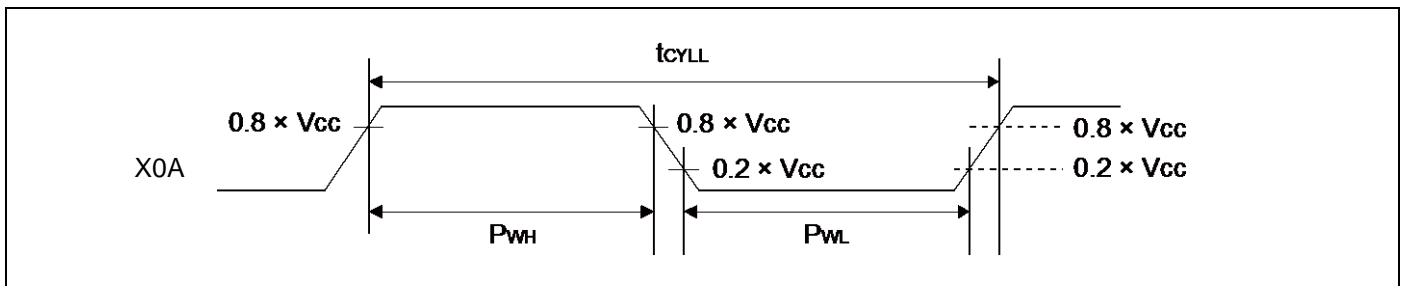 tCYLL
0.8 × Vcc
0.8 × Vcc
0.8 × Vcc
X0A
0.2 × Vcc
0.2 × Vcc
PWH
PWL